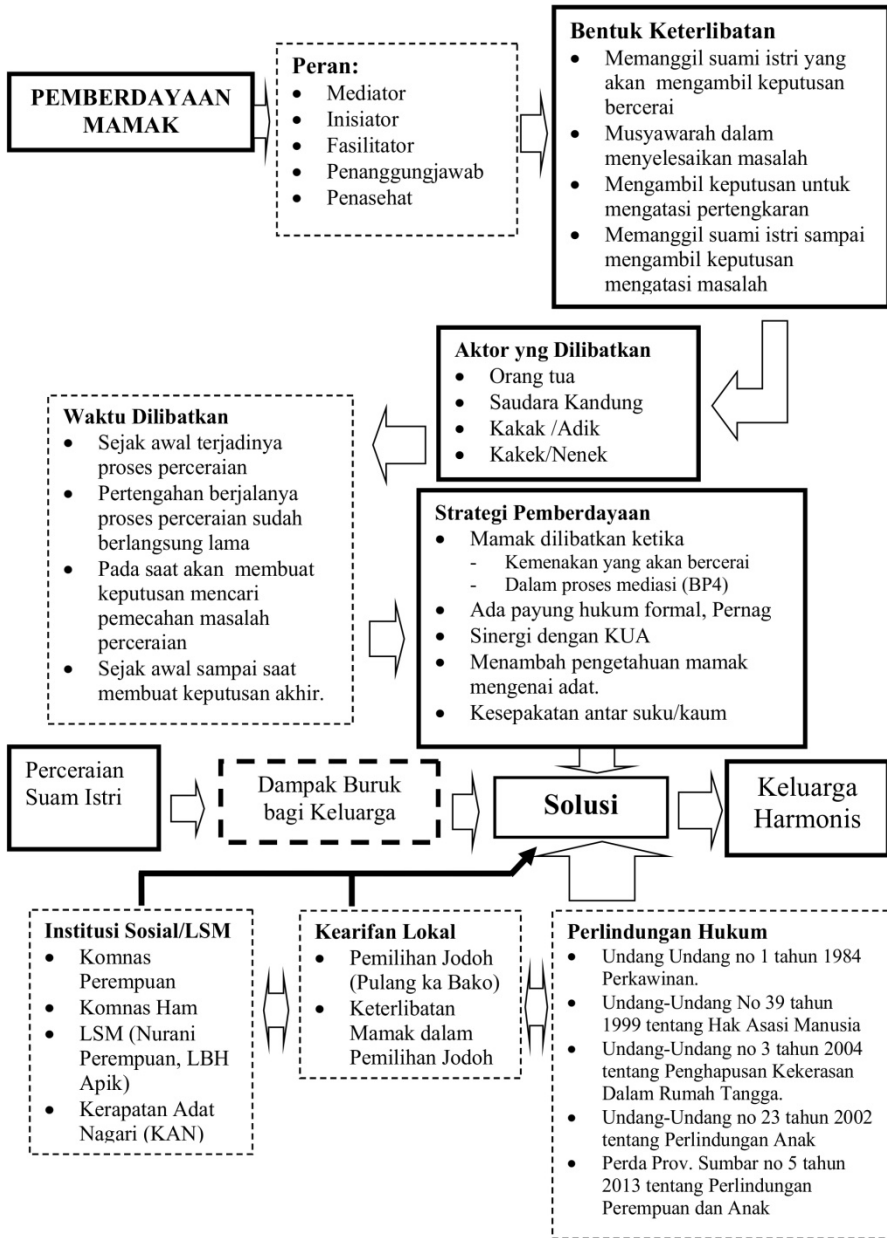 PEMBERDAYAAN
MAMAK
Peran:
• Mediator
• Inisiator
• Fasilitator
• Penanggungjawab
• Penasehat
Bentuk Keterlibatan
• Memanggil suami istri yang
akan mengambil keputusan
bercerai
• Musyawarah dalam
menyelesaikan masalah
• Mengambil keputusan untuk
mengatasi pertengkaran
• Memanggil suami istri sampai
mengambil keputusan
mengatasi masalah
Aktor yng Dilibatkan
• Orang tua
• Saudara Kandung
• Kakak /Adik
• Kakek/Nenek
Waktu Dilibatkan
• Sejak awal terjadinya
proses perceraian
• Pertengahan berjalanya
proses perceraian sudah
berlangsung lama
• Pada saat akan membuat
keputusan mencari
pemecahan masalah
perceraian
• Sejak awal sampai saat
membuat keputusan akhir.
Strategi Pemberdayaan
• Mamak dilibatkan ketika
- Kemenakan yang akan bercerai
- Dalam proses mediasi (BP4)
• Ada payung hukum formal, Pernag
• Sinergi dengan KUA
• Menambah pengetahuan mamak
mengenai adat.
• Kesepakatan antar suku/kaum
Perceraian
Suam Istri
Dampak Buruk
bagi Keluarga
Solusi
Keluarga
Harmonis
Institusi Sosial/LSM
• Komnas
Perempuan
• Komnas Ham
• LSM (Nurani
Perempuan, LBH
Apik)
• Kerapatan Adat
Nagari (KAN)
Kearifan Lokal
• Pemilihan Jodoh
(Pulang ka Bako)
• Keterlibatan
Mamak dalam
Pemilihan Jodoh
Perlindungan Hukum
• Undang Undang no 1 tahun 1984
Perkawinan.
• Undang-Undang No 39 tahun
1999 tentang Hak Asasi Manusia
• Undang-Undang no 3 tahun 2004
tentang Penghapusan Kekerasan
Dalam Rumah Tangga.
• Undang-Undang no 23 tahun 2002
tentang Perlindungan Anak
• Perda Prov. Sumbar no 5 tahun
2013 tentang Perlindungan
Perempuan dan Anak